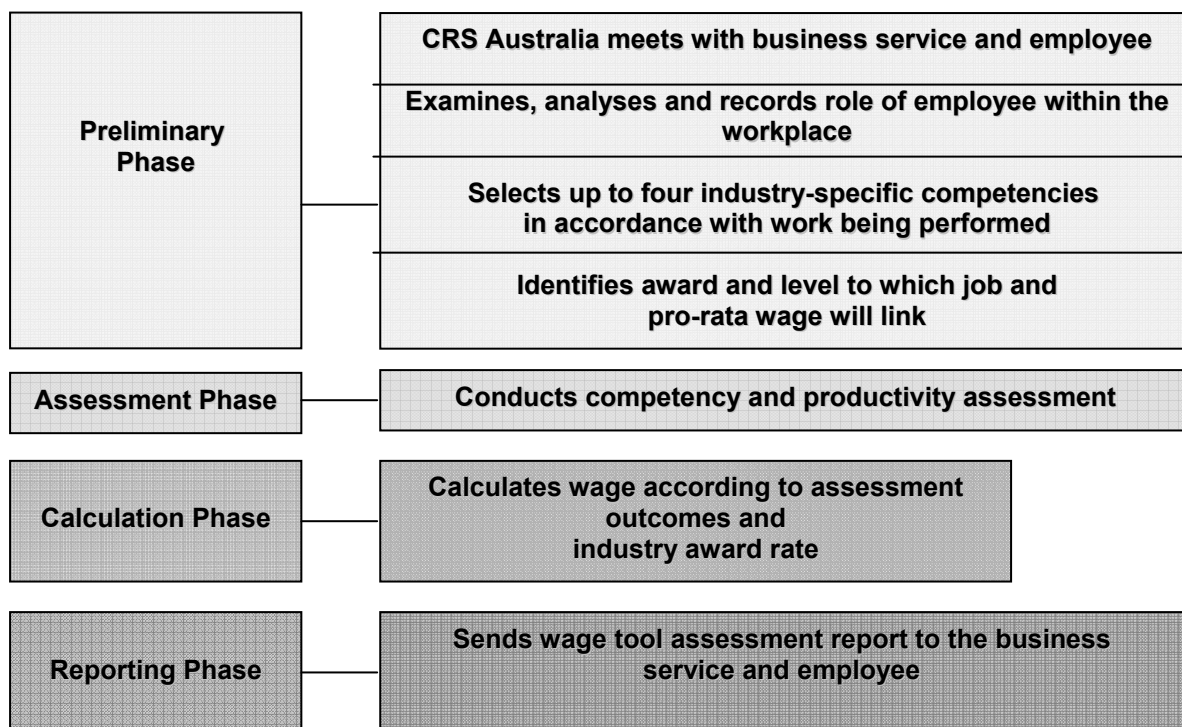 Preliminary
Phase
CRS Australia meets with business service and employee
Examines, analyses and records role of employee within the
workplace
Selects up to four industry-specific competencies
in accordance with work being performed
Identifies award and level to which job and
pro-rata wage will link
Assessment Phase
Conducts competency and productivity assessment
Calculation Phase
Calculates wage according to assessment
outcomes and
industry award rate
Reporting Phase
Sends wage tool assessment report to the business
service and employee